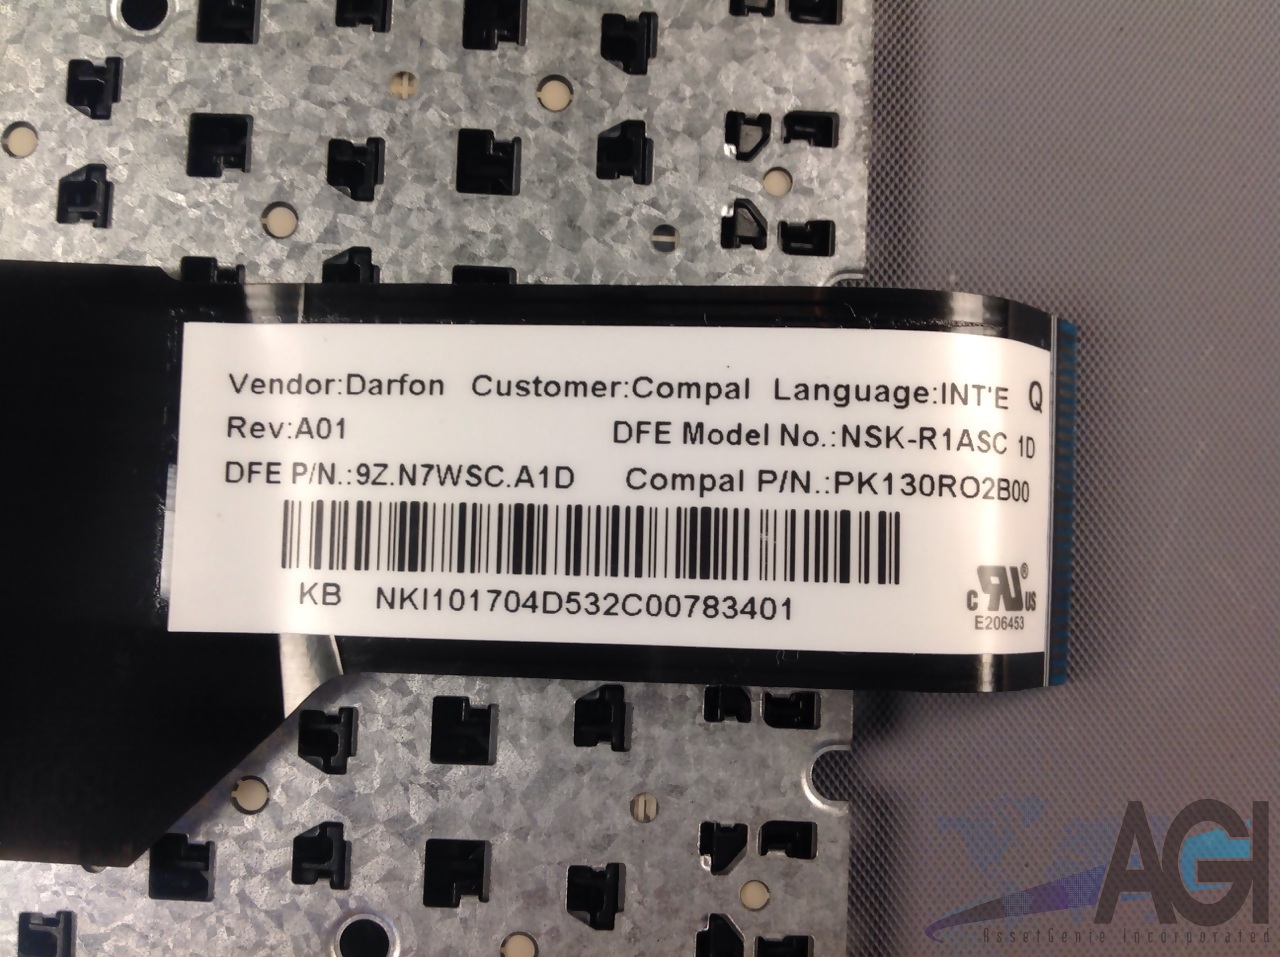 Vendor:Darfon Customer:Compal Language:INT'E Q
Rev:A01 DFE Model No.:NSK-R1ASC 1D
DFE P/N.:9Z.N7WSC.A1D Compal P/N.:PK130RO2B00
KB NKI101704D532C00783401
c RU ® US
E206453
AGI
AssetGenie Incorporated